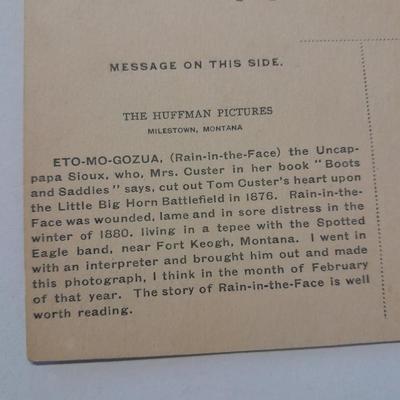 MESSAGE ON THIS SIDE.
THE HUFFMAN PICTURES
MILESTOWN, MONTANA
ETO-MO-GOZUA, (Rain-in-the-Face) the Uncap-
papa Sioux, who, Mrs. Custer in her book "Boots
and Saddles" says, cut out Tom Custer's heart upon
the Little Big Horn Battlefield in 1876. Rain-in-the-
Face was wounded, lame and in sore distress in the
winter of 1880, living in a tepee with the Spotted
Eagle band, near Fort Keogh, Montana. I went in
with an interpreter and brought him out and made
this photograph, I think in the month of February
of that year. The story of Rain-in-the-Face is well
worth reading.